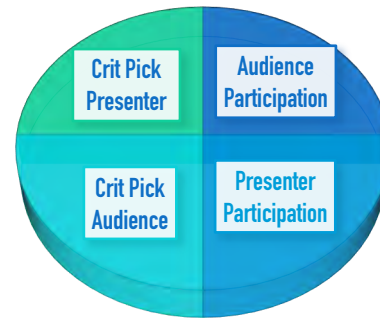 Crit Pick
Presenter
Audience
Participation
Crit Pick
Audience
Presenter
Participation